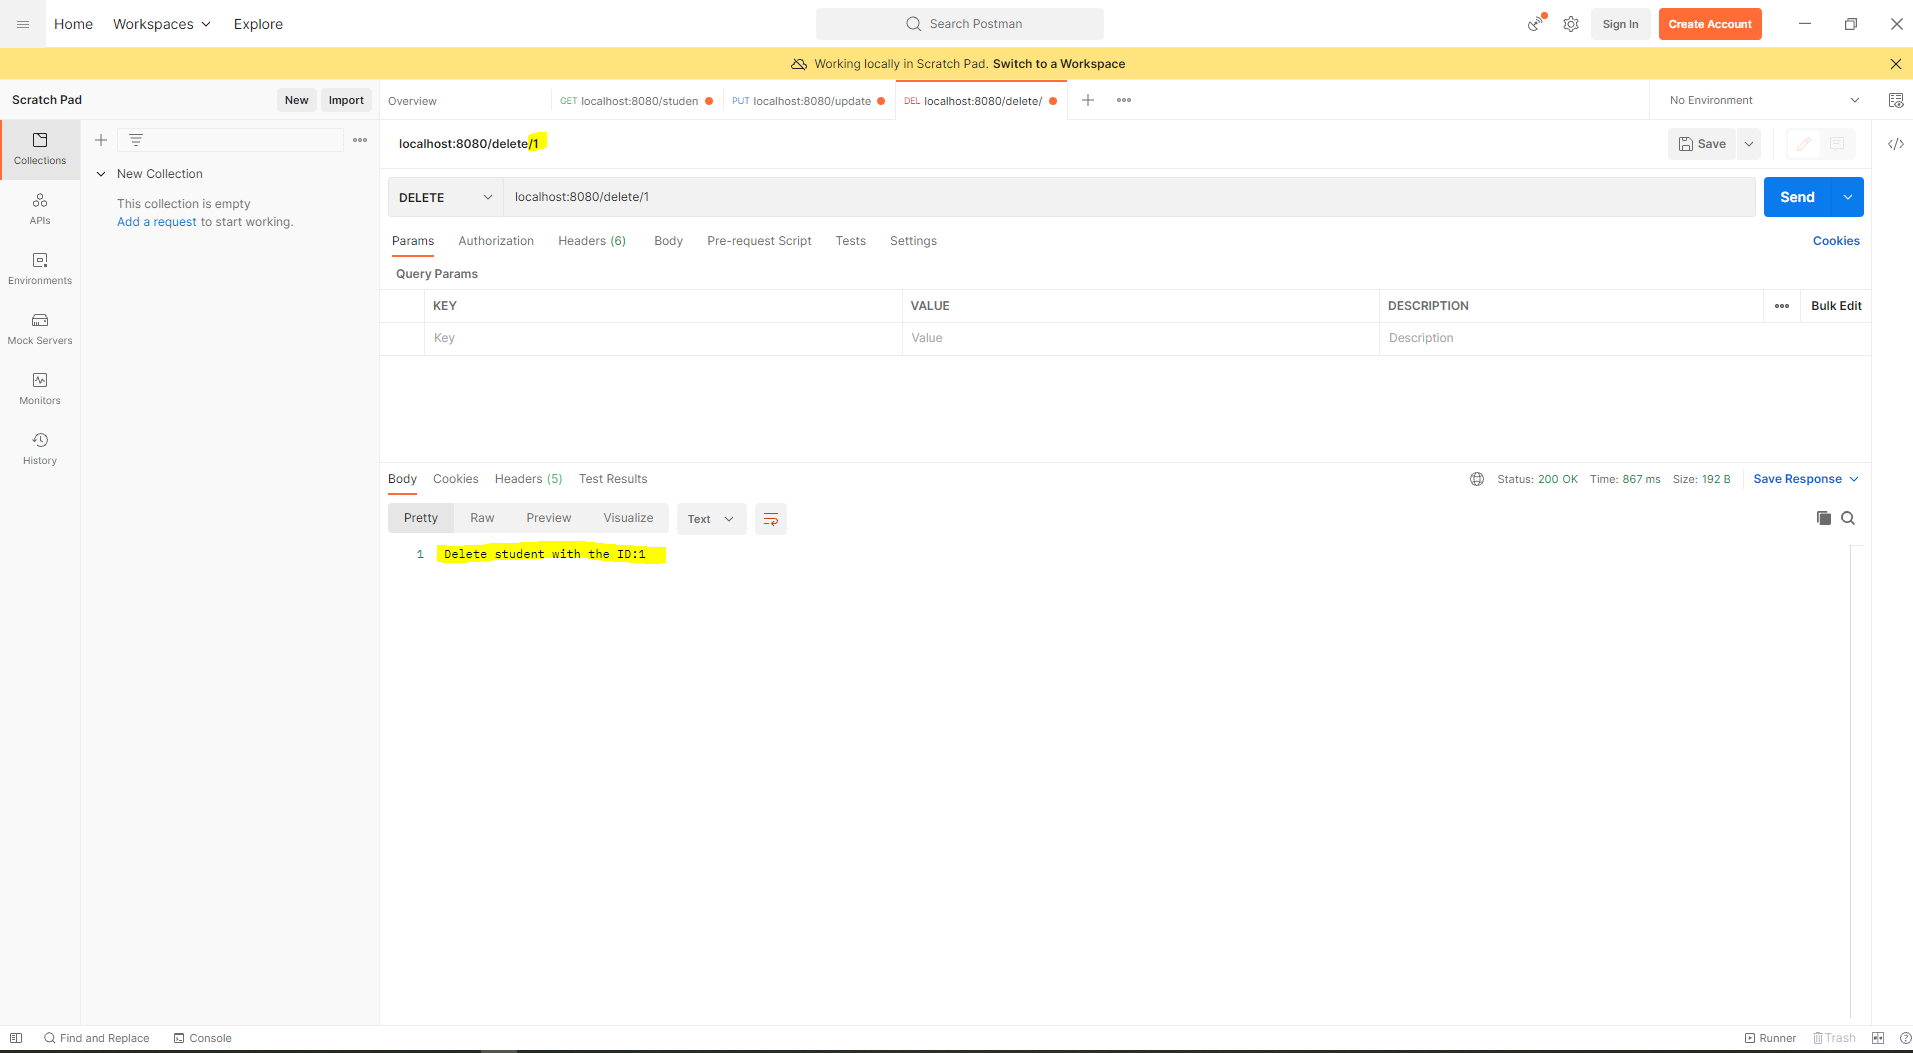 Home Workspaces Explore Search Postman Sign In Create Account
Working locally in Scratch Pad. Switch to a Workspace
Scratch Pad New Import Overview GET localhost:8080/studen PUT localhost:8080/update DEL localhost:8080/delete/ No Environment
Collections
APIs
Environments
Mock Servers
Monitors
History
New Collection
This collection is empty
Add a request to start working.
localhost:8080/delete/1 Save
DELETE localhost:8080/delete/1 Send
Params Authorization Headers (6) Body Pre-request Script Tests Settings Cookies
Query Params
KEY VALUE DESCRIPTION Bulk Edit
Key Value Description
Body Cookies Headers (5) Test Results Status: 200 OK Time: 867 ms Size: 192 B Save Response
Pretty Raw Preview Visualize Text
1 Delete student with the ID:1
Find and Replace Console Runner Trash